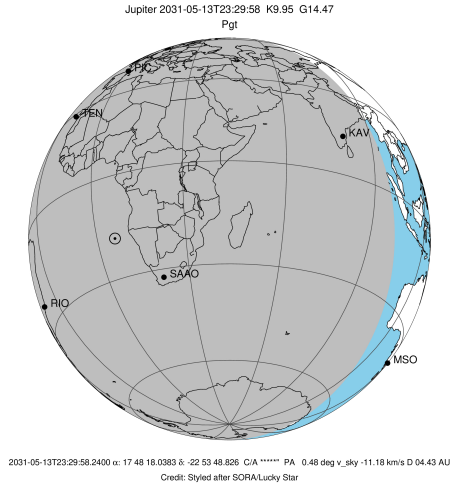 Jupiter 2031-05-13T23:29:58 K9.95 G14.47
Pgt
PIC
TEN
KAV
SAAO
RIO
MSO
2031-05-13T23:29:58.2400 α: 17 48 18.0383 δ: -22 53 48.826 C/A *****" PA 0.48 deg v_sky -11.18 km/s D 04.43 AU
Credit: Styled after SORA/Lucky Star